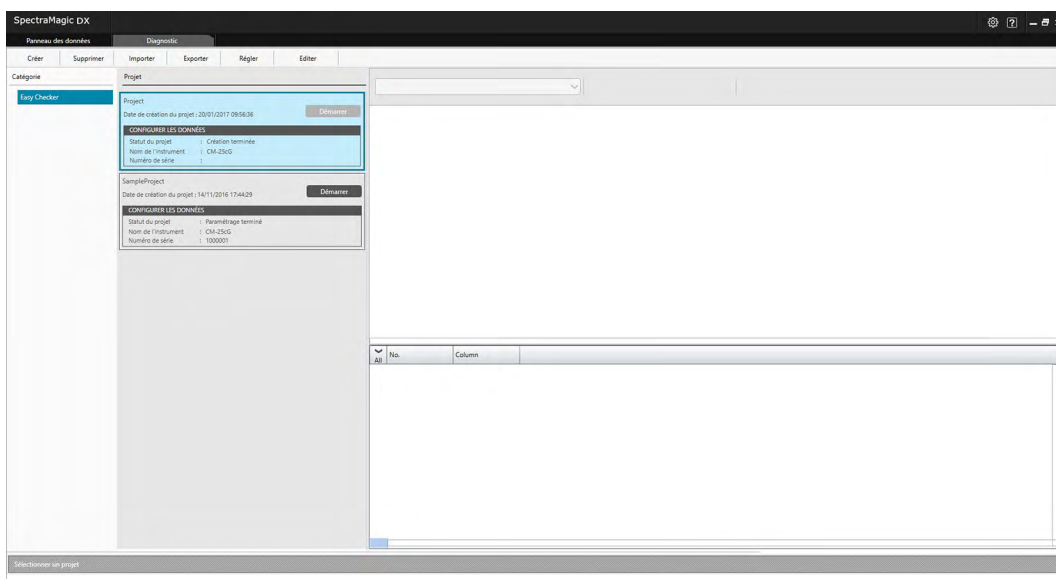 SpectraMagic DX
Panneau des données Diagnostic
Créer Supprimer Importer Exporter Régler Editer
Catégorie
Easy Checker
Projet
Project
Date de création du projet : 20/01/2017 09:56:36 Démarrer
CONFIGURER LES DONNÉES
Statut du projet : Création terminée
Nom de l'instrument : CM-25cG
Numéro de série :
SampleProject
Date de création du projet : 14/11/2016 17:44:29 Démarrer
CONFIGURER LES DONNÉES
Statut du projet : Paramétrage terminé
Nom de l'instrument : CM-25cG
Numéro de série : 1000001
All No. Column
Sélectionner un projet